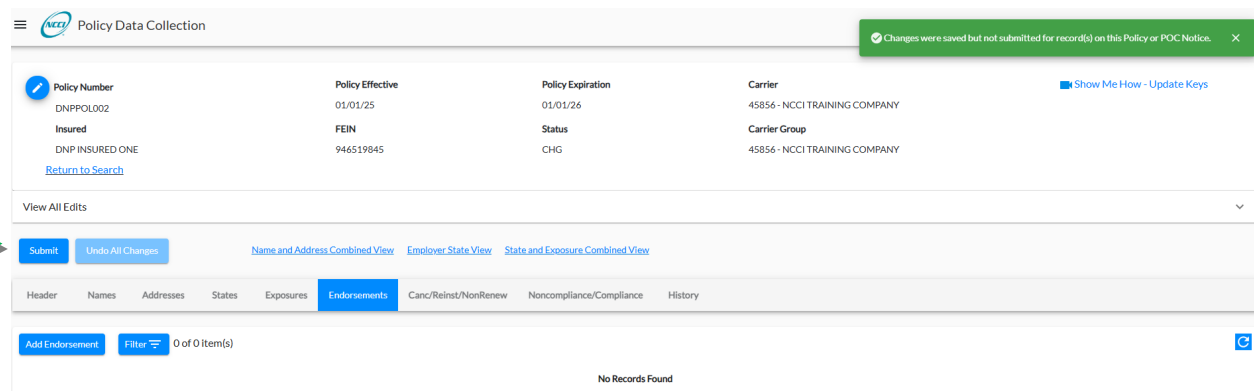 NCCI Policy Data Collection
Changes were saved but not submitted for record(s) on this Policy or POC Notice.
Policy Number Policy Effective Policy Expiration Carrier Show Me How - Update Keys
DNPPOL002 01/01/25 01/01/26 45856 - NCCI TRAINING COMPANY
Insured FEIN Status Carrier Group
DNP INSURED ONE 946519845 CHG 45856 - NCCI TRAINING COMPANY
Return to Search
View All Edits
Submit Undo All Changes Name and Address Combined View Employer State View State and Exposure Combined View
Header Names Addresses States Exposures Endorsements Canc/Reinst/NonRenew Noncompliance/Compliance History
Add Endorsement Filter 0 of 0 item(s)
No Records Found